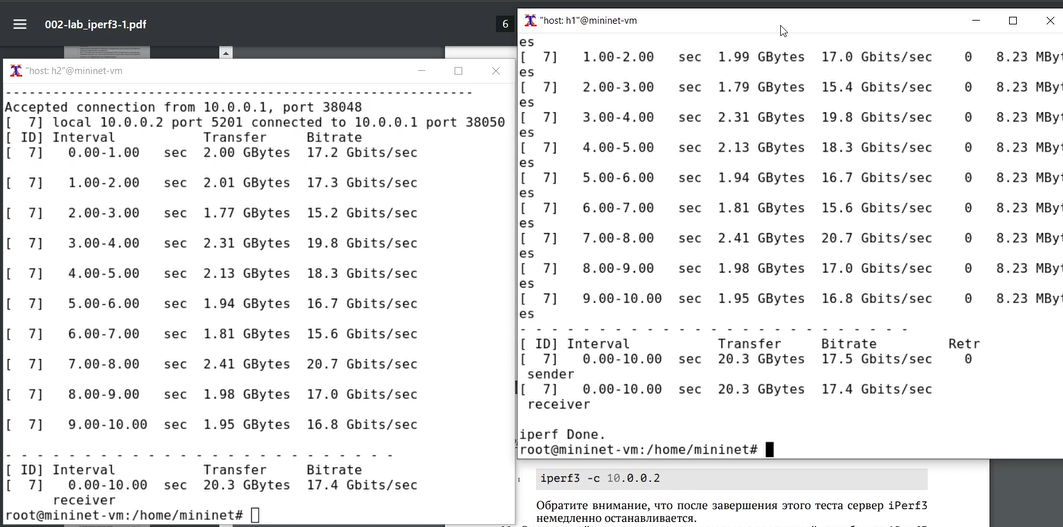 002-lab_iperf3-1.pdf
6
"host: h2"@mininet-vm
---------------------------------------------------------
Accepted connection from 10.0.0.1, port 38048
[  7] local 10.0.0.2 port 5201 connected to 10.0.0.1 port 38050
[ ID] Interval           Transfer     Bitrate
[  7]   0.00-1.00   sec  2.00 GBytes  17.2 Gbits/sec
[  7]   1.00-2.00   sec  2.01 GBytes  17.3 Gbits/sec
[  7]   2.00-3.00   sec  1.77 GBytes  15.2 Gbits/sec
[  7]   3.00-4.00   sec  2.31 GBytes  19.8 Gbits/sec
[  7]   4.00-5.00   sec  2.13 GBytes  18.3 Gbits/sec
[  7]   5.00-6.00   sec  1.94 GBytes  16.7 Gbits/sec
[  7]   6.00-7.00   sec  1.81 GBytes  15.6 Gbits/sec
[  7]   7.00-8.00   sec  2.41 GBytes  20.7 Gbits/sec
[  7]   8.00-9.00   sec  1.98 GBytes  17.0 Gbits/sec
[  7]   9.00-10.00  sec  1.95 GBytes  16.8 Gbits/sec
- - - - - - - - - - - - - - - - - - - - - - - - -
[ ID] Interval           Transfer     Bitrate
[  7]   0.00-10.00  sec  20.3 GBytes  17.4 Gbits/sec
receiver
root@mininet-vm:/home/mininet#
"host: h1"@mininet-vm
es
[  7]   1.00-2.00   sec  1.99 GBytes  17.0 Gbits/sec    0   8.23 MByt
es
[  7]   2.00-3.00   sec  1.79 GBytes  15.4 Gbits/sec    0   8.23 MByt
es
[  7]   3.00-4.00   sec  2.31 GBytes  19.8 Gbits/sec    0   8.23 MByt
es
[  7]   4.00-5.00   sec  2.13 GBytes  18.3 Gbits/sec    0   8.23 MByt
es
[  7]   5.00-6.00   sec  1.94 GBytes  16.7 Gbits/sec    0   8.23 MByt
es
[  7]   6.00-7.00   sec  1.81 GBytes  15.6 Gbits/sec    0   8.23 MByt
es
[  7]   7.00-8.00   sec  2.41 GBytes  20.7 Gbits/sec    0   8.23 MByt
es
[  7]   8.00-9.00   sec  1.98 GBytes  17.0 Gbits/sec    0   8.23 MByt
es
[  7]   9.00-10.00  sec  1.95 GBytes  16.8 Gbits/sec    0   8.23 MByt
es
- - - - - - - - - - - - - - - - - - - - - - - - -
[ ID] Interval           Transfer     Bitrate         Retr
[  7]   0.00-10.00  sec  20.3 GBytes  17.5 Gbits/sec    0
sender
[  7]   0.00-10.00  sec  20.3 GBytes  17.4 Gbits/sec
receiver
iperf Done.
root@mininet-vm:/home/mininet#
iperf3 -c 10.0.0.2
Обратите внимание, что после завершения этого теста сервер iPerf3
немедленно останавливается.